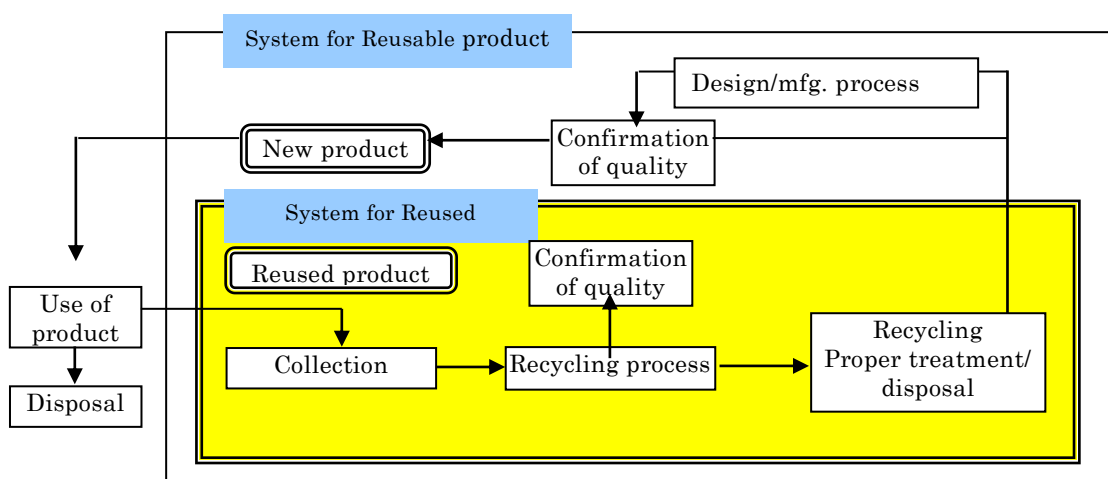 System for Reusable product
Design/mfg. process
New product
Confirmation
of quality
System for Reused
Reused product
Confirmation
of quality
Use of
product
Collection
Recycling process
Recycling
Proper treatment/
disposal
Disposal